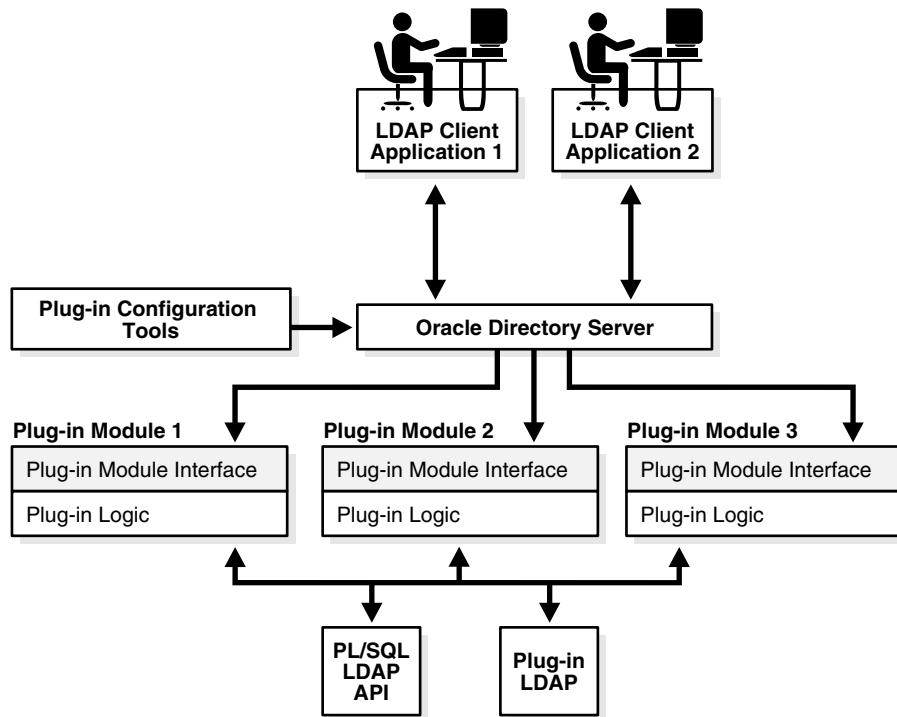 LDAP Client
Application 1
LDAP Client
Application 2
Plug-in Configuration
Tools
Oracle Directory Server
Plug-in Module 1
Plug-in Module Interface
Plug-in Logic
Plug-in Module 2
Plug-in Module Interface
Plug-in Logic
Plug-in Module 3
Plug-in Module Interface
Plug-in Logic
PL/SQL
LDAP
API
Plug-in
LDAP